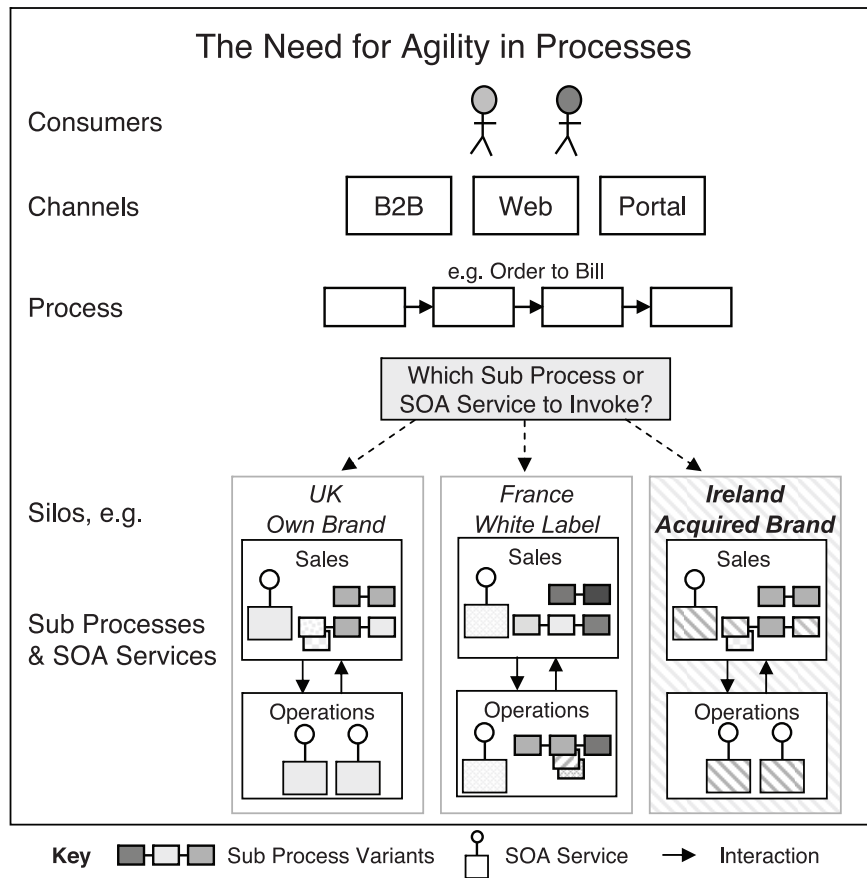 The Need for Agility in Processes
Consumers
Channels
B2B
Web
Portal
e.g. Order to Bill
Process
Which Sub Process or
SOA Service to Invoke?
Silos, e.g.
UK
Own Brand
France
White Label
Ireland
Acquired Brand
Sales
Sales
Sales
Sub Processes
& SOA Services
Operations
Operations
Operations
Key
Sub Process Variants
SOA Service
Interaction